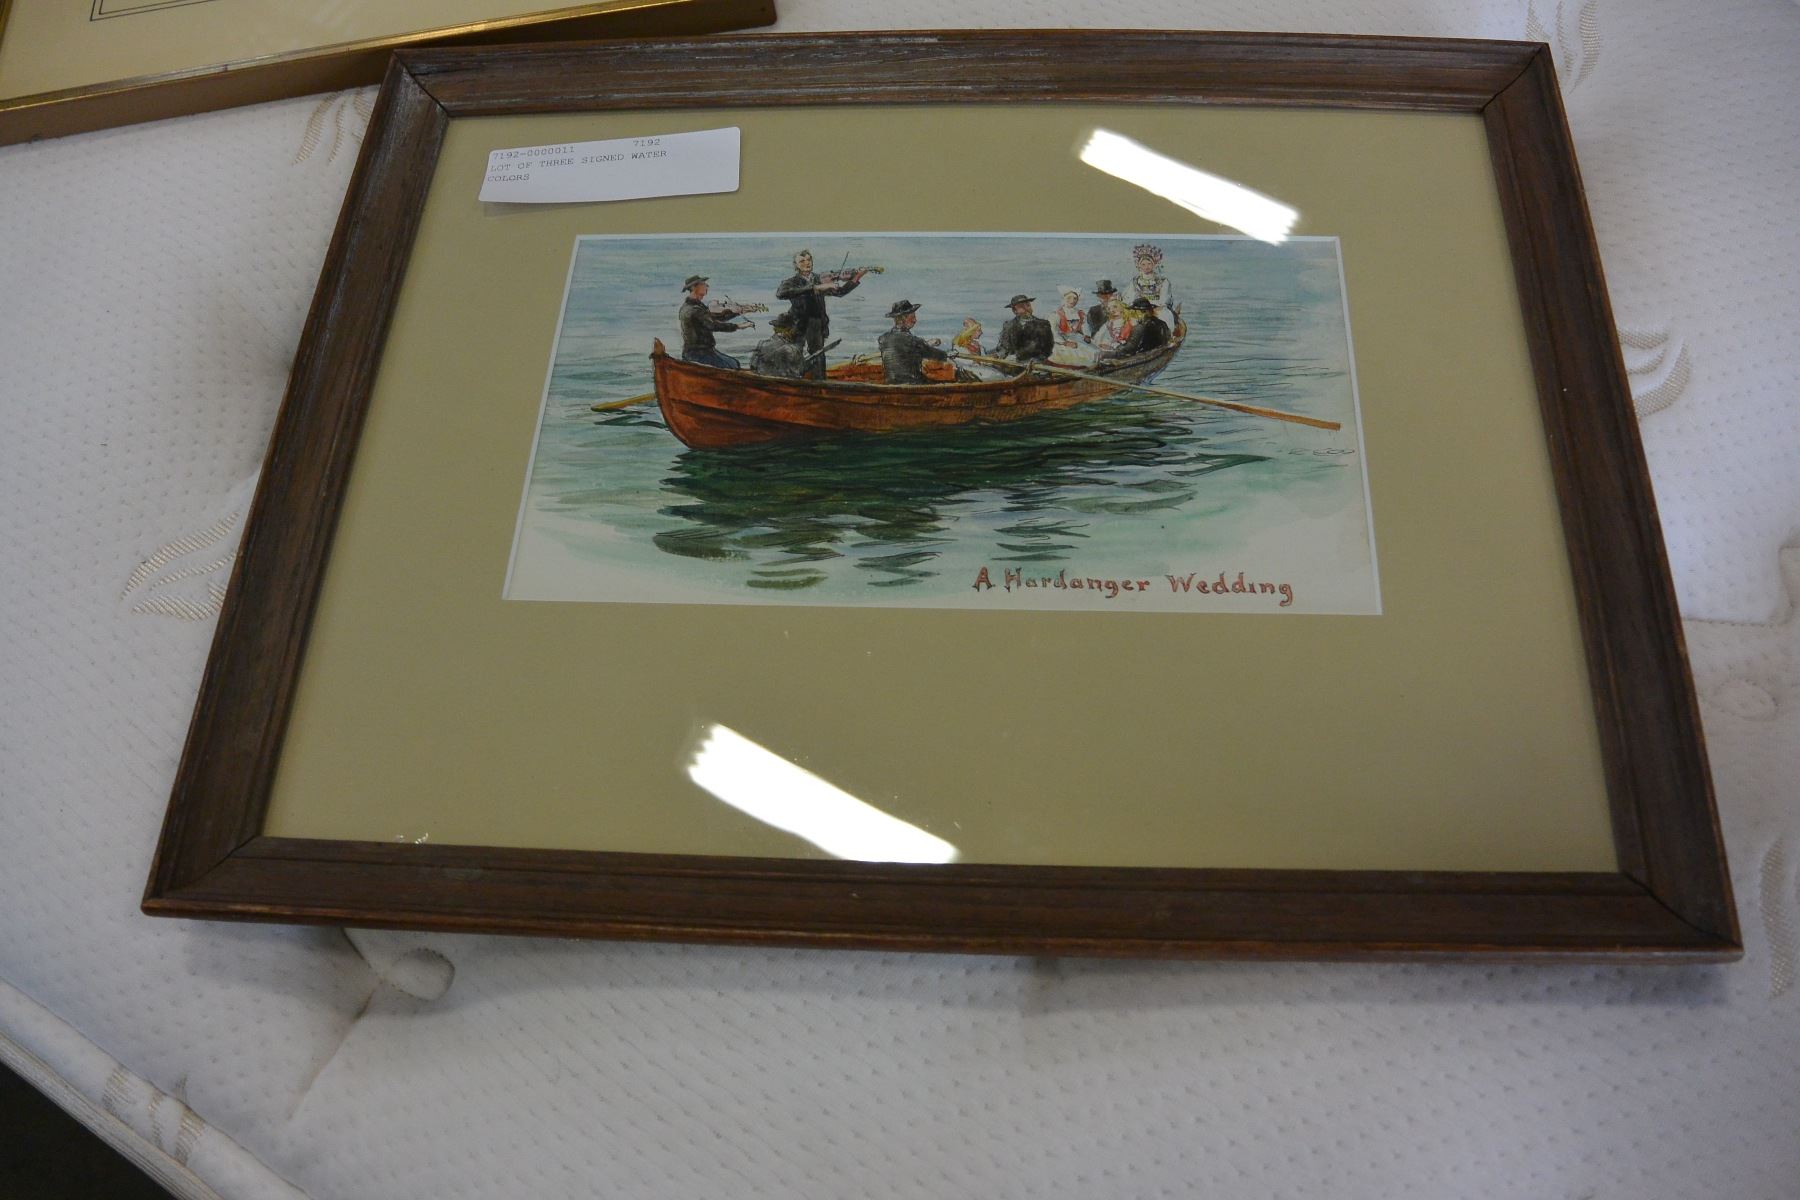 7192-0000011 7192
LOT OF THREE SIGNED WATER
COLORS
A Hardanger Wedding